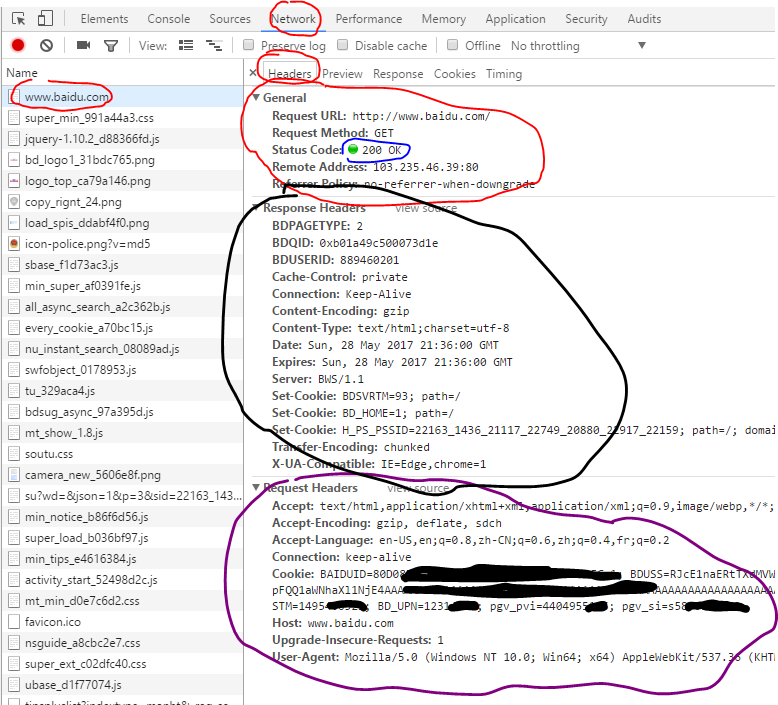 Elements Console Sources Network Performance Memory Application Security Audits
View: Preserve log Disable cache Offline No throttling
Name
www.baidu.com
super_min_991a44a3.css
jquery-1.10.2_d88366fd.js
bd_logo1_31bdc765.png
logo_top_ca79a146.png
copy_rignt_24.png
load_spis_ddabf4f0.png
icon-police.png?v=md5
sbase_f1d73ac3.js
min_super_af0391fe.js
all_async_search_a2c362b.js
every_cookie_a70bc15.js
nu_instant_search_08089ad.js
swfobject_0178953.js
tu_329aca4.js
bdsug_async_97a395d.js
mt_show_1.8.js
soutu.css
camera_new_5606e8f.png
su?wd=&json=1&p=3&sid=22163_143...
min_notice_b86f6d56.js
super_load_b036bf97.js
min_tips_e4616384.js
activity_start_52498d2c.js
mt_min_d0e7c6d2.css
favicon.ico
nsguide_a8cbc2e7.css
super_ext_c02dfc40.css
ubase_d1f77074.js
× Headers Preview Response Cookies Timing
General
Request URL: http://www.baidu.com/
Request Method: GET
Status Code: 200 OK
Remote Address: 103.235.46.39:80
Referrer Policy: no-referrer-when-downgrade
Response Headers view source
BDPAGETYPE: 2
BDQID: 0xb01a49c500073d1e
BDUSERID: 889460201
Cache-Control: private
Connection: Keep-Alive
Content-Encoding: gzip
Content-Type: text/html;charset=utf-8
Date: Sun, 28 May 2017 21:36:00 GMT
Expires: Sun, 28 May 2017 21:36:00 GMT
Server: BWS/1.1
Set-Cookie: BDSVRTM=93; path=/
Set-Cookie: BD_HOME=1; path=/
Set-Cookie: H_PS_PSSID=22163_1436_21117_22749_20880_22917_22159; path=/; domai
Transfer-Encoding: chunked
X-UA-Compatible: IE=Edge,chrome=1
Request Headers view source
Accept: text/html,application/xhtml+xml,application/xml;q=0.9,image/webp,*/*;
Accept-Encoding: gzip, deflate, sdch
Accept-Language: en-US,en;q=0.8,zh-CN;q=0.6,zh;q=0.4,fr;q=0.2
Connection: keep-alive
Cookie: BAIDUID=80D08 BDUSS=RJcE1naERtTXdMVW
pFQQ1aWNhaXl1NjE4AAA
STM=1495 BD_UPN=1231 ; pgv_pvi=4404955 ; pgv_si=s58
Host: www.baidu.com
Upgrade-Insecure-Requests: 1
User-Agent: Mozilla/5.0 (Windows NT 10.0; Win64; x64) AppleWebKit/537.36 (KHT